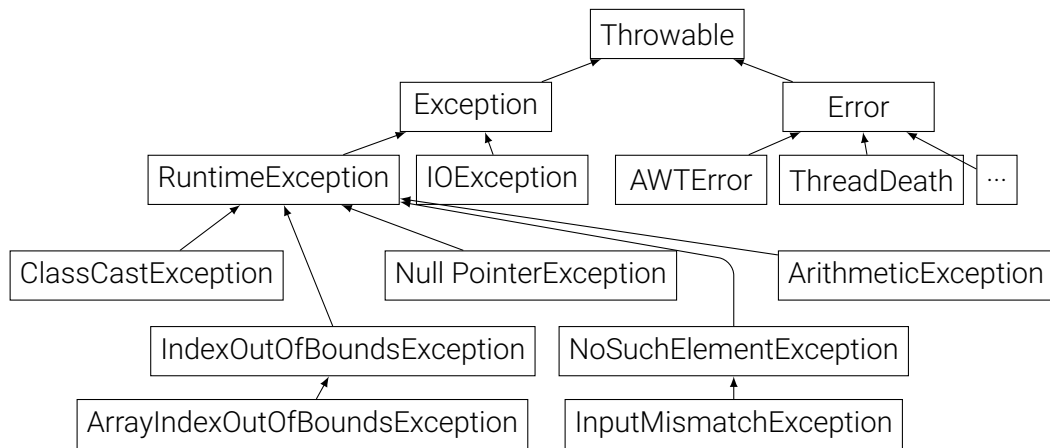 Throwable
Exception
Error
RuntimeException
IOException
AWTError
ThreadDeath
...
ClassCastException
Null PointerException
ArithmeticException
IndexOutOfBoundsException
NoSuchElementException
ArrayIndexOutOfBoundsException
InputMismatchException